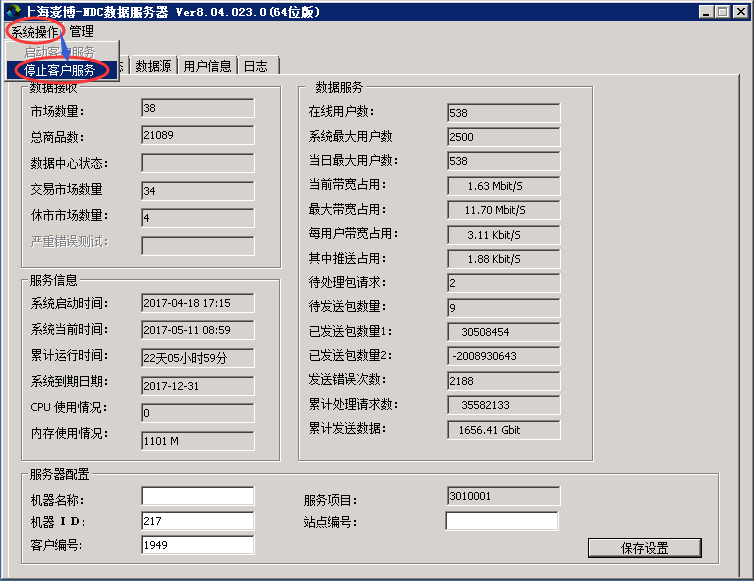 上海澎博-NDC数据服务器 Ver8.04.023.0(64位版)
系统操作 管理
启动客户服务
停止客户服务
态 数据源 用户信息 日志
数据接收
市场数量: 38
总商品数: 21089
数据中心状态:
交易市场数量 34
休市市场数量: 4
严重错误测试:
服务信息
系统启动时间: 2017-04-18 17:15
系统当前时间: 2017-05-11 08:59
累计运行时间: 22天05小时59分
系统到期日期: 2017-12-31
CPU 使用情况: 0
内存使用情况: 1101 M
数据服务
在线用户数: 538
系统最大用户数 2500
当日最大用户数: 538
当前带宽占用: 1.63 Mbit/S
最大带宽占用: 11.70 Mbit/S
每用户带宽占用: 3.11 Kbit/S
其中推送占用: 1.88 Kbit/S
待处理包请求: 2
待发送包数量: 9
已发送包数量1: 30508454
已发送包数量2: -2008930643
发送错误次数: 2188
累计处理请求数: 35582133
累计发送数据: 1656.41 Gbit
服务器配置
机器名称:
机器 I D: 217
客户编号: 1949
服务项目: 3010001
站点编号:
保存设置